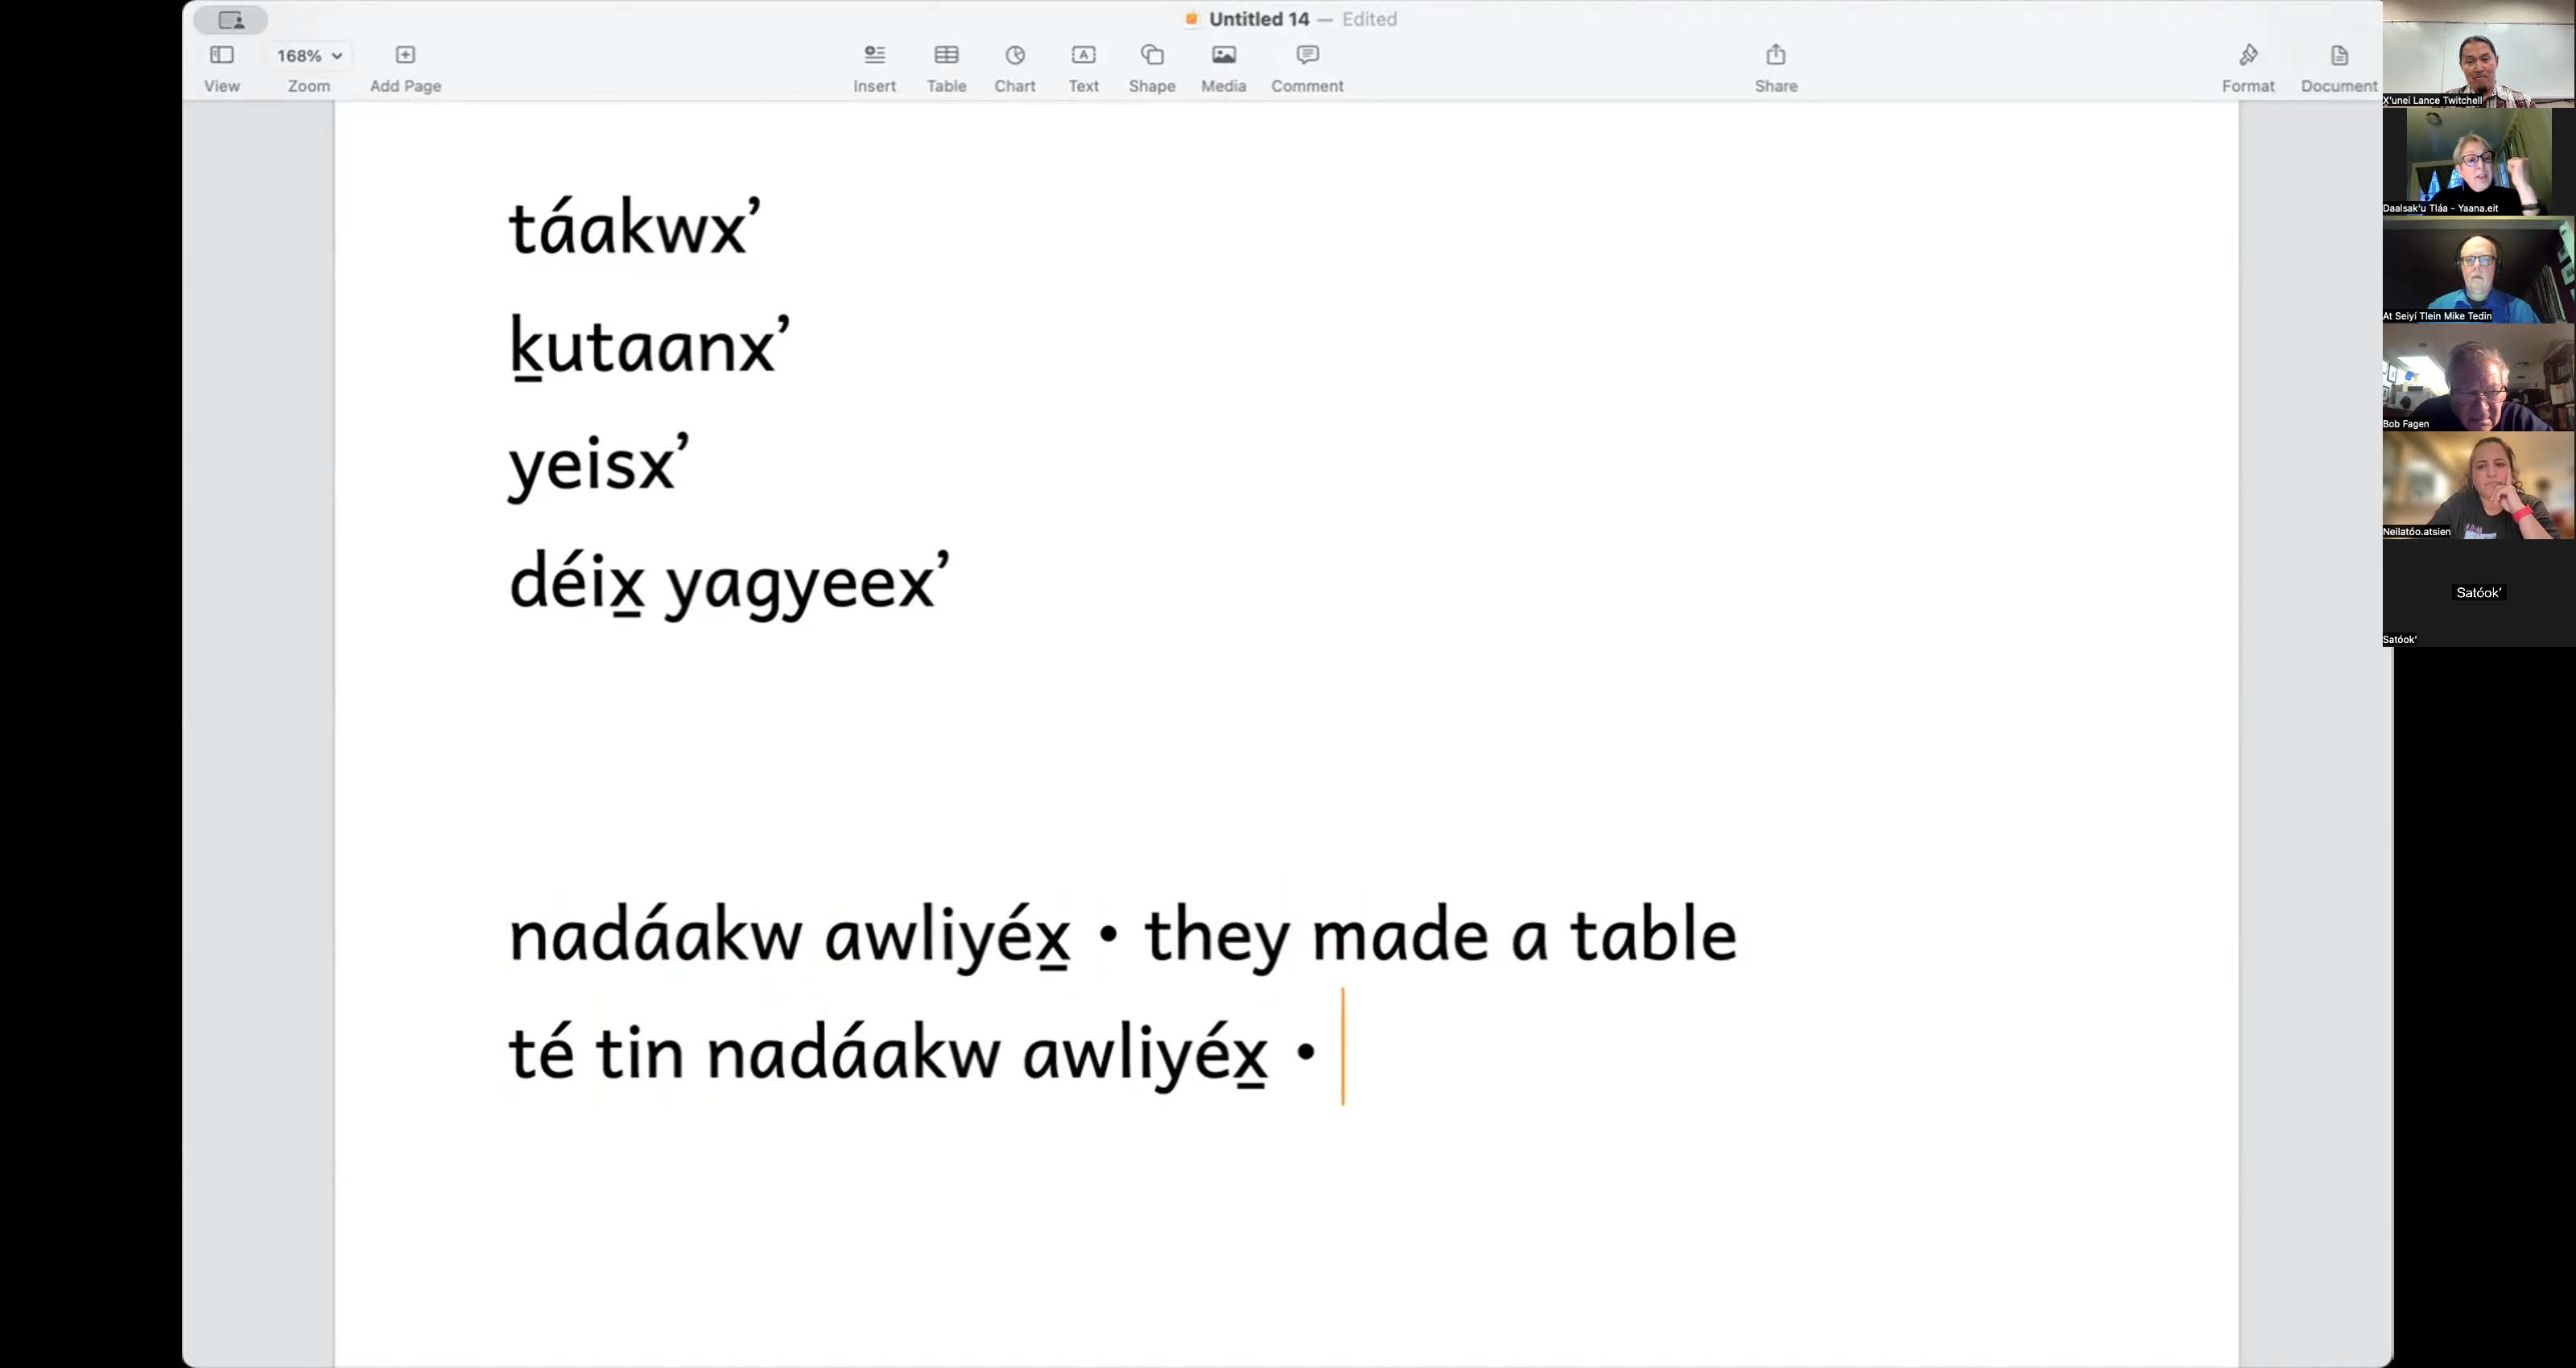 Untitled 14 — Edited
168%
View Zoom Add Page Insert Table Chart Text Shape Media Comment Share Format Document
táakwx’
ḵutaanx’
yeisx’
déix̱ yagyeex’
nadáakw awliyéx̱ • they made a table
té tin nadáakw awliyéx̱ •
X'unei Lance Twitchell
Daalsak'u Tláa - Yaana.eit
At Seiyí Tlein Mike Tedin
Bob Fagen
Neilatóo.atsien
Satóok'
Satóok'